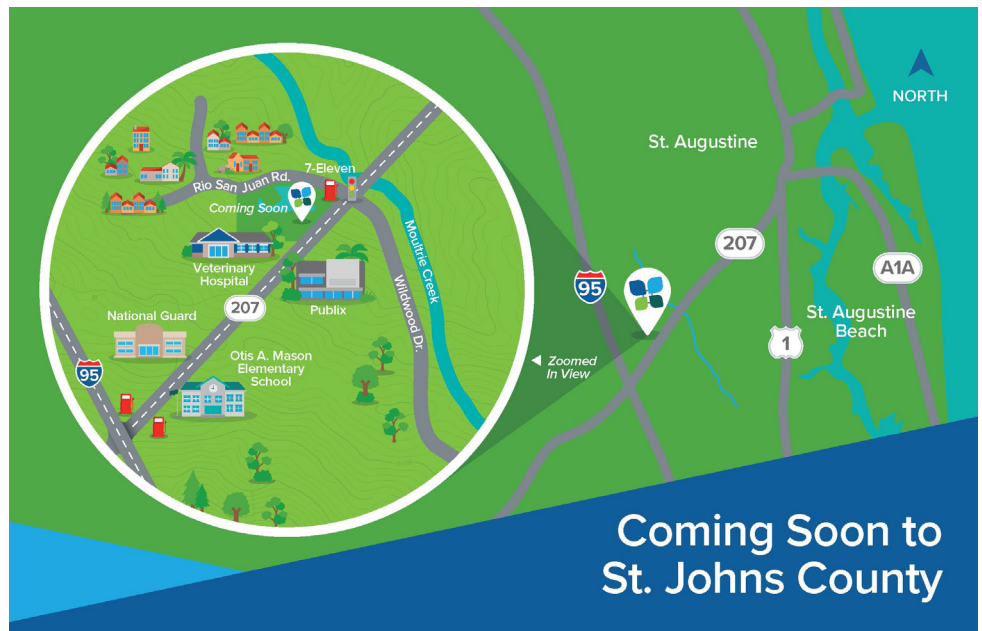 7-Eleven
Rio San Juan Rd.
Coming Soon
Moultrie Creek
Veterinary
Hospital
Publix
Wildwood Dr.
207
National Guard
Otis A. Mason
Elementary
School
95
NORTH
St. Augustine
207
95
A1A
St. Augustine
Beach
1
Zoomed
In View
Coming Soon to
St. Johns County